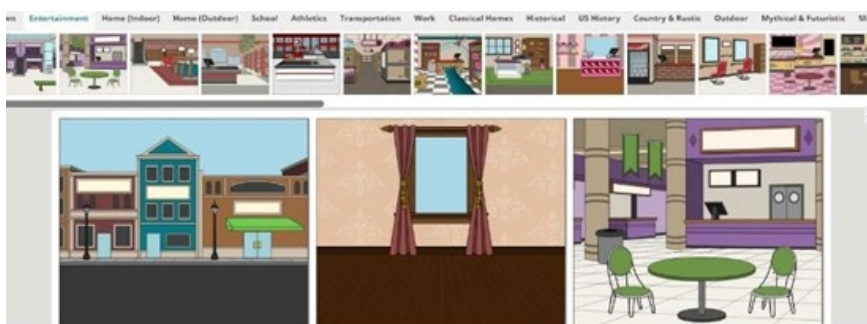 Entertainment Home (Indoor) Home (Outdoor) School Athletics Transportation Work Classical Homes Historical US History Country & Rustic Outdoor Mythical & Futuristic